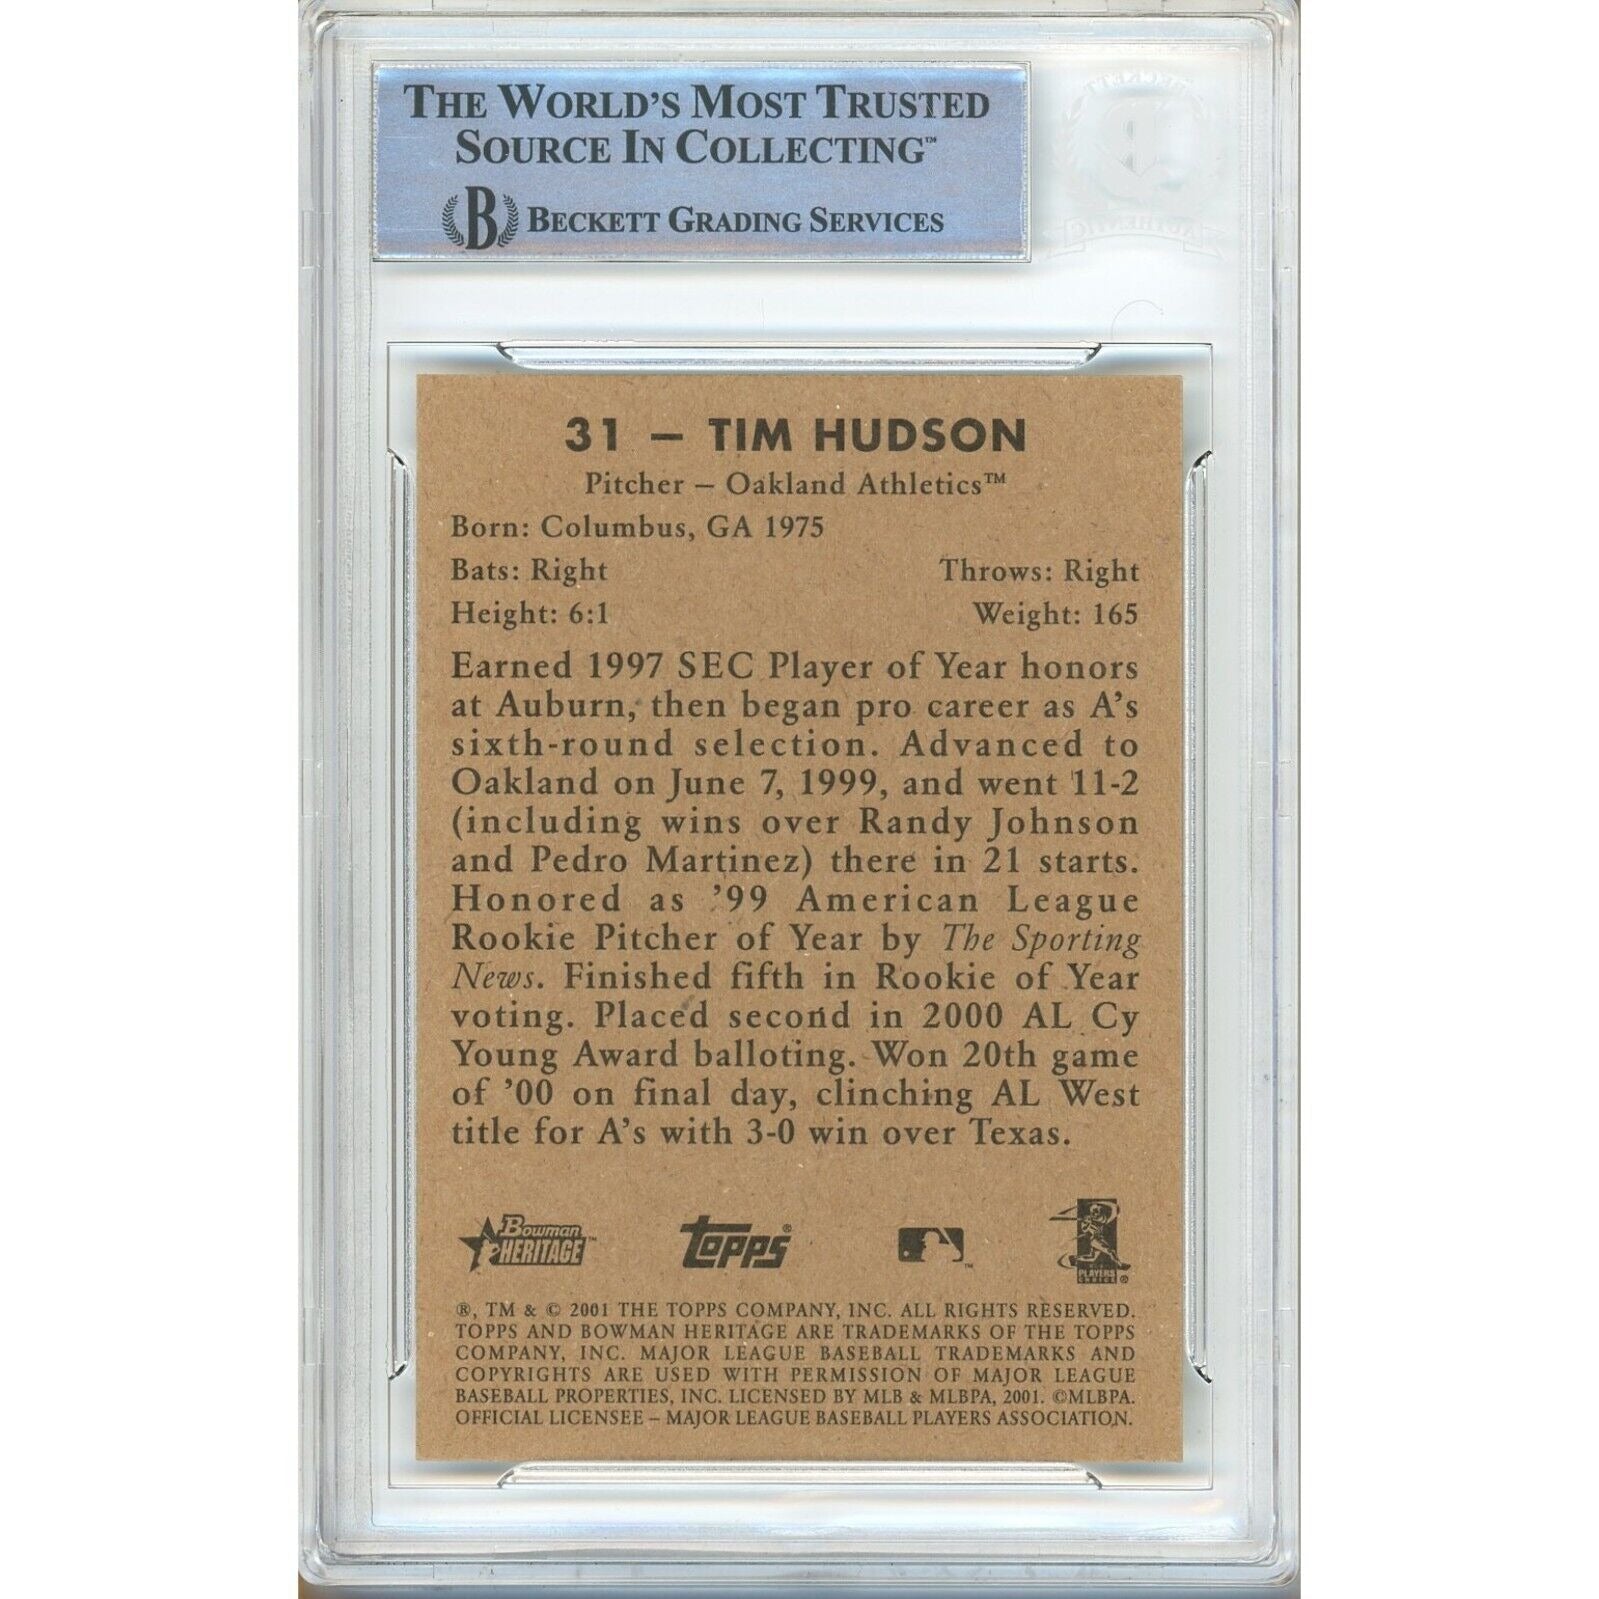 THE WORLD'S MOST TRUSTED
SOURCE IN COLLECTING™
B BECKETT GRADING SERVICES
31 – TIM HUDSON
Pitcher – Oakland Athletics™
Born: Columbus, GA 1975
Bats: Right Throws: Right
Height: 6:1 Weight: 165
Earned 1997 SEC Player of Year honors
at Auburn, then began pro career as A's
sixth-round selection. Advanced to
Oakland on June 7, 1999, and went 11-2
(including wins over Randy Johnson
and Pedro Martinez) there in 21 starts.
Honored as '99 American League
Rookie Pitcher of Year by The Sporting
News. Finished fifth in Rookie of Year
voting. Placed second in 2000 AL Cy
Young Award balloting. Won 20th game
of '00 on final day, clinching AL West
title for A's with 3-0 win over Texas.
Bowman HERITAGE™ Topps® ™ PLAYERS CHOICE ®
®, TM & © 2001 THE TOPPS COMPANY, INC. ALL RIGHTS RESERVED.
TOPPS AND BOWMAN HERITAGE ARE TRADEMARKS OF THE TOPPS
COMPANY, INC. MAJOR LEAGUE BASEBALL TRADEMARKS AND
COPYRIGHTS ARE USED WITH PERMISSION OF MAJOR LEAGUE
BASEBALL PROPERTIES, INC. LICENSED BY MLB & MLBPA, 2001. ©MLBPA.
OFFICIAL LICENSEE – MAJOR LEAGUE BASEBALL PLAYERS ASSOCIATION.